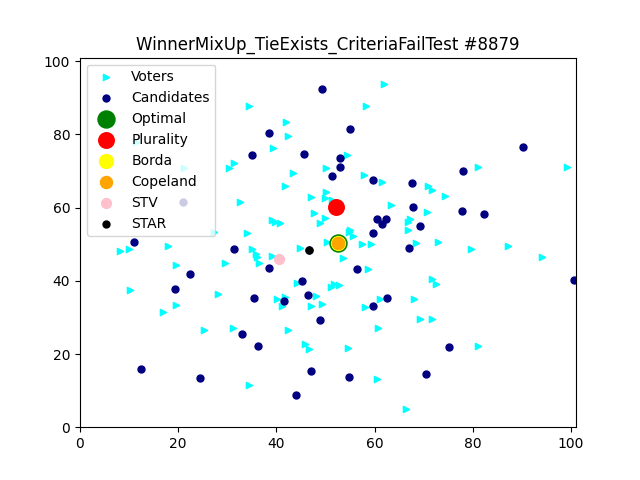 WinnerMixUp_TieExists_CriteriaFailTest #8879
100
80
60
40
20
0
Voters
Candidates
Optimal
Plurality
Borda
Copeland
STV
STAR
0 20 40 60 80 100